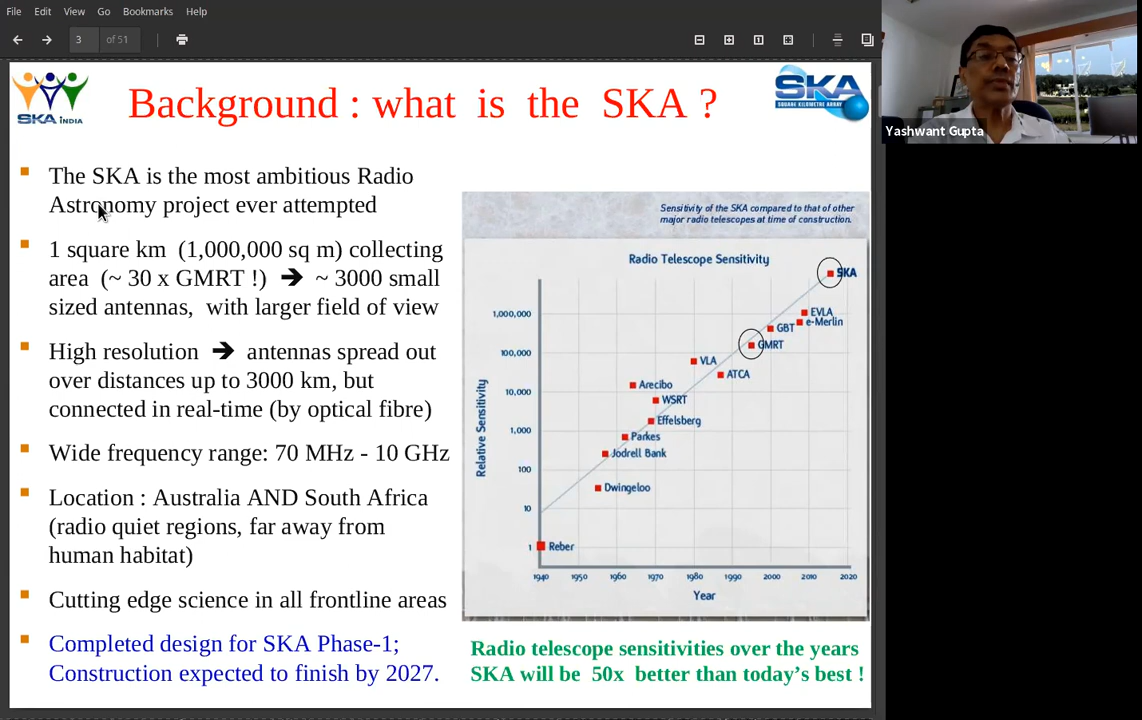 File Edit View Go Bookmarks Help
3 of 51
SKA INDIA
Background : what is the SKA ?
SKA
SQUARE KILOMETRE ARRAY
Yashwant Gupta
The SKA is the most ambitious Radio
Astronomy project ever attempted
1 square km (1,000,000 sq m) collecting
area (~ 30 x GMRT !) ➔ ~ 3000 small
sized antennas, with larger field of view
High resolution ➔ antennas spread out
over distances up to 3000 km, but
connected in real-time (by optical fibre)
Wide frequency range: 70 MHz - 10 GHz
Location : Australia AND South Africa
(radio quiet regions, far away from
human habitat)
Cutting edge science in all frontline areas
Completed design for SKA Phase-1;
Construction expected to finish by 2027.
Sensitivity of the SKA compared to that of other
major radio telescopes at time of construction.
Radio Telescope Sensitivity
SKA
EVLA
e-Merlin
GBT
GMRT
VLA
ATCA
Arecibo
WSRT
Effelsberg
Parkes
Jodrell Bank
Dwingeloo
Reber
Relative Sensitivity
1,000,000
100,000
10,000
1,000
100
10
1
1940 1950 1960 1970 1980 1990 2000 2010 2020
Year
Radio telescope sensitivities over the years
SKA will be 50x better than today’s best !